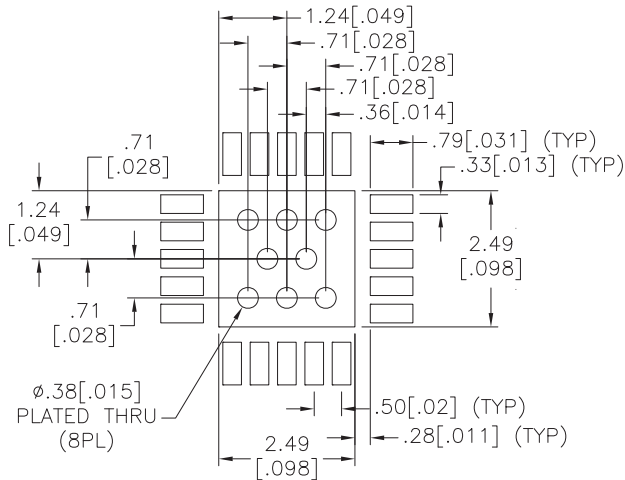 1.24[.049]
.71[.028]
.71[.028]
.71[.028]
.36[.014]
.71
[.028]
.79[.031] (TYP)
.33[.013] (TYP)
1.24
[.049]
2.49
[.098]
.71
[.028]
ø.38[.015]
PLATED THRU
(8PL)
.50[.02] (TYP)
.28[.011] (TYP)
2.49
[.098]